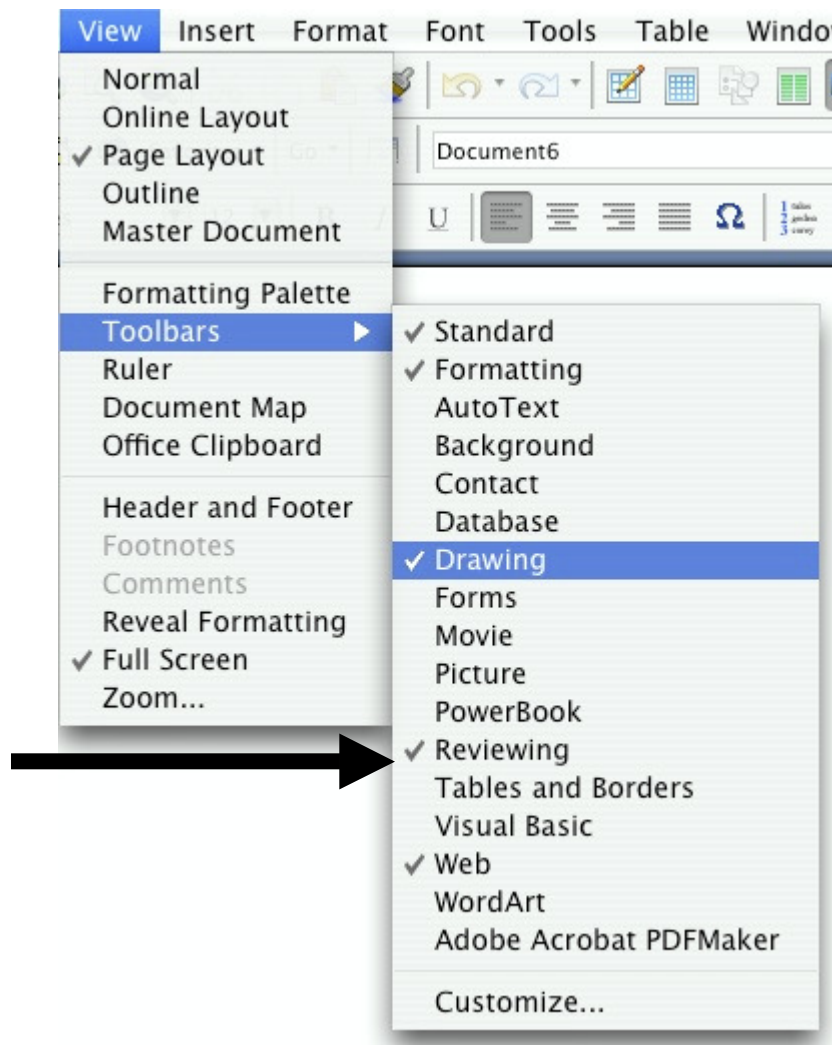 View Insert Format Font Tools Table Windo
Normal
Online Layout
✓ Page Layout
Outline
Master Document
Formatting Palette
Toolbars
Ruler
Document Map
Office Clipboard
Header and Footer
Footnotes
Comments
Reveal Formatting
✓ Full Screen
Zoom...
Document6
U Ω
✓ Standard
✓ Formatting
AutoText
Background
Contact
Database
✓ Drawing
Forms
Movie
Picture
PowerBook
✓ Reviewing
Tables and Borders
Visual Basic
✓ Web
WordArt
Adobe Acrobat PDFMaker
Customize...